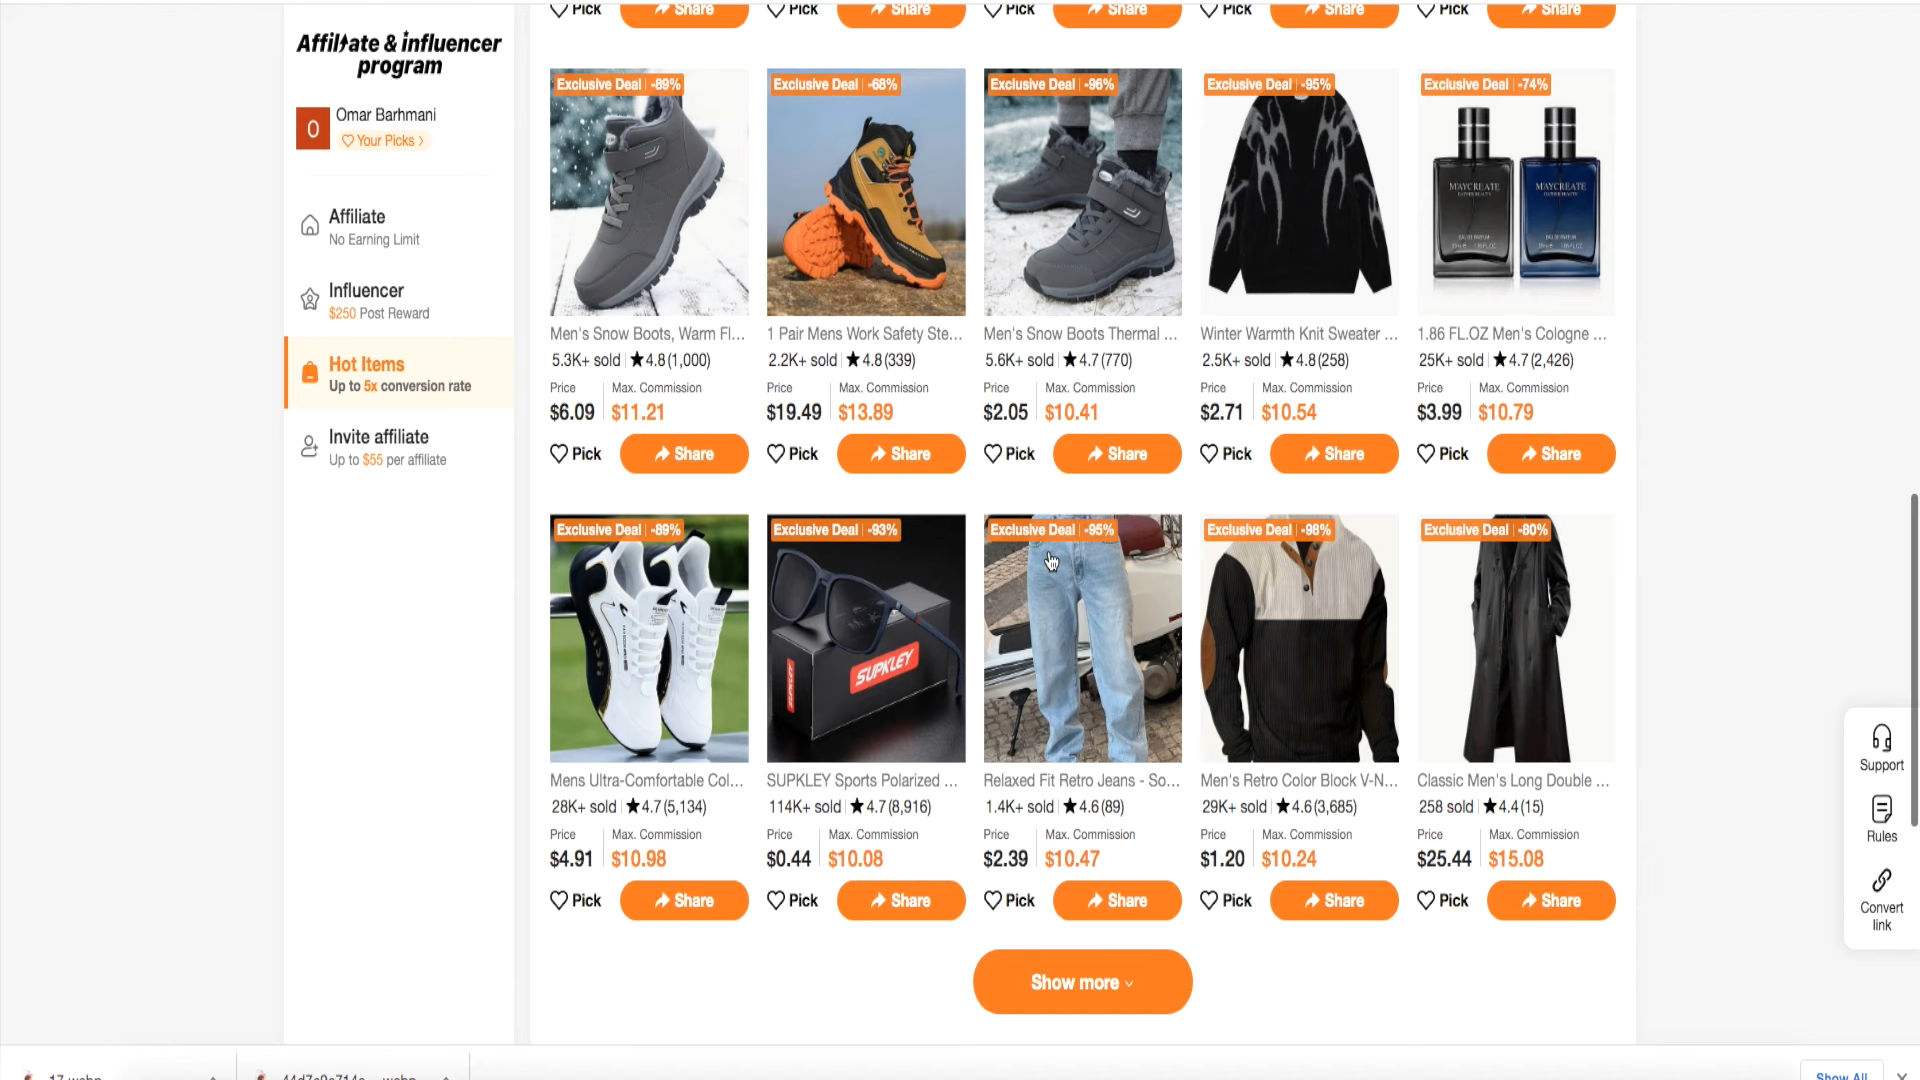 Pick Share Pick Share Pick Share Pick Share Pick Share
Affiliate & influencer
program
O
Omar Barhmani
Your Picks >
Affiliate
No Earning Limit
Influencer
$250 Post Reward
Hot Items
Up to 5x conversion rate
Invite affiliate
Up to $55 per affiliate
Exclusive Deal | -89% Exclusive Deal | -68% Exclusive Deal | -96% Exclusive Deal | -95% Exclusive Deal | -74%
MAYCREATE MAYCREATE
Men's Snow Boots, Warm Fl... 1 Pair Mens Work Safety Ste... Men's Snow Boots Thermal ... Winter Warmth Knit Sweater ... 1.86 FL.OZ Men's Cologne ...
5.3K+ sold | ★4.8(1,000) 2.2K+ sold | ★4.8(339) 5.6K+ sold | ★4.7(770) 2.5K+ sold | ★4.8(258) 25K+ sold | ★4.7(2,426)
Price Max. Commission Price Max. Commission Price Max. Commission Price Max. Commission Price Max. Commission
$6.09 $11.21 $19.49 $13.89 $2.05 $10.41 $2.71 $10.54 $3.99 $10.79
Pick Share Pick Share Pick Share Pick Share Pick Share
Exclusive Deal | -89% Exclusive Deal | -93% Exclusive Deal | -95% Exclusive Deal | -98% Exclusive Deal | -80%
SUPKLEY SUPKLEY
Mens Ultra-Comfortable Col... SUPKLEY Sports Polarized ... Relaxed Fit Retro Jeans - So... Men's Retro Color Block V-N... Classic Men's Long Double ...
28K+ sold | ★4.7(5,134) 114K+ sold | ★4.7(8,916) 1.4K+ sold | ★4.6(89) 29K+ sold | ★4.6(3,685) 258 sold | ★4.4(15)
Price Max. Commission Price Max. Commission Price Max. Commission Price Max. Commission Price Max. Commission
$4.91 $10.98 $0.44 $10.08 $2.39 $10.47 $1.20 $10.24 $25.44 $15.08
Pick Share Pick Share Pick Share Pick Share Pick Share
Show more
Support
Rules
Convert
link
Show All